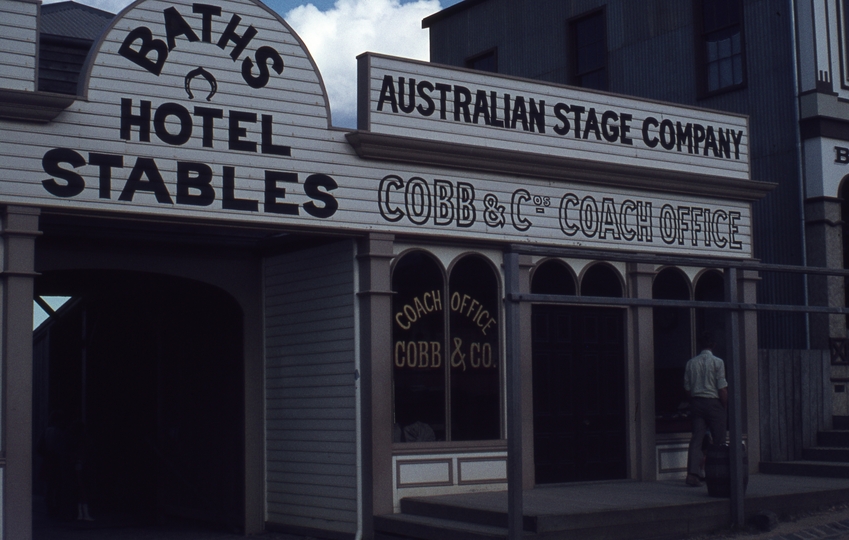 BATHS
HOTEL
STABLES
AUSTRALIAN STAGE COMPANY
COBB & Cos COACH OFFICE
COACH OFFICE
COBB & CO.
B